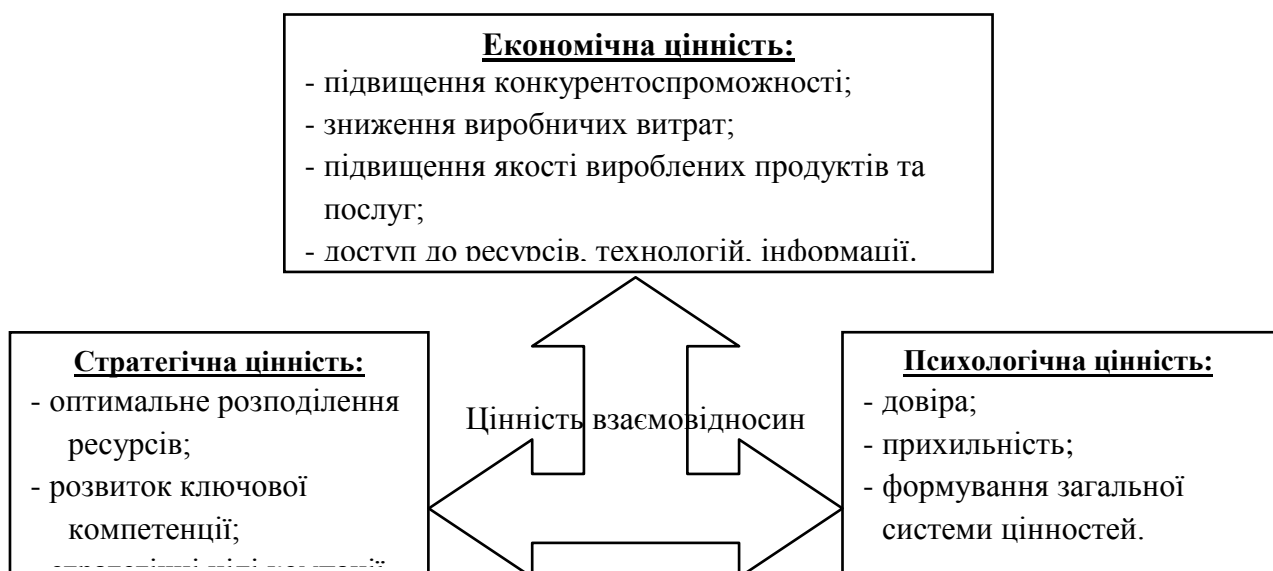 Економічна цінність:
- підвищення конкурентоспроможності;
- зниження виробничих витрат;
- підвищення якості вироблених продуктів та
послуг;
- доступ до ресурсів, технологій, інформації.
Стратегічна цінність:
- оптимальне розподілення
ресурсів;
- розвиток ключової
компетенції;
Цінність взаємовідносин
Психологічна цінність:
- довіра;
- прихильність;
- формування загальної
системи цінностей.